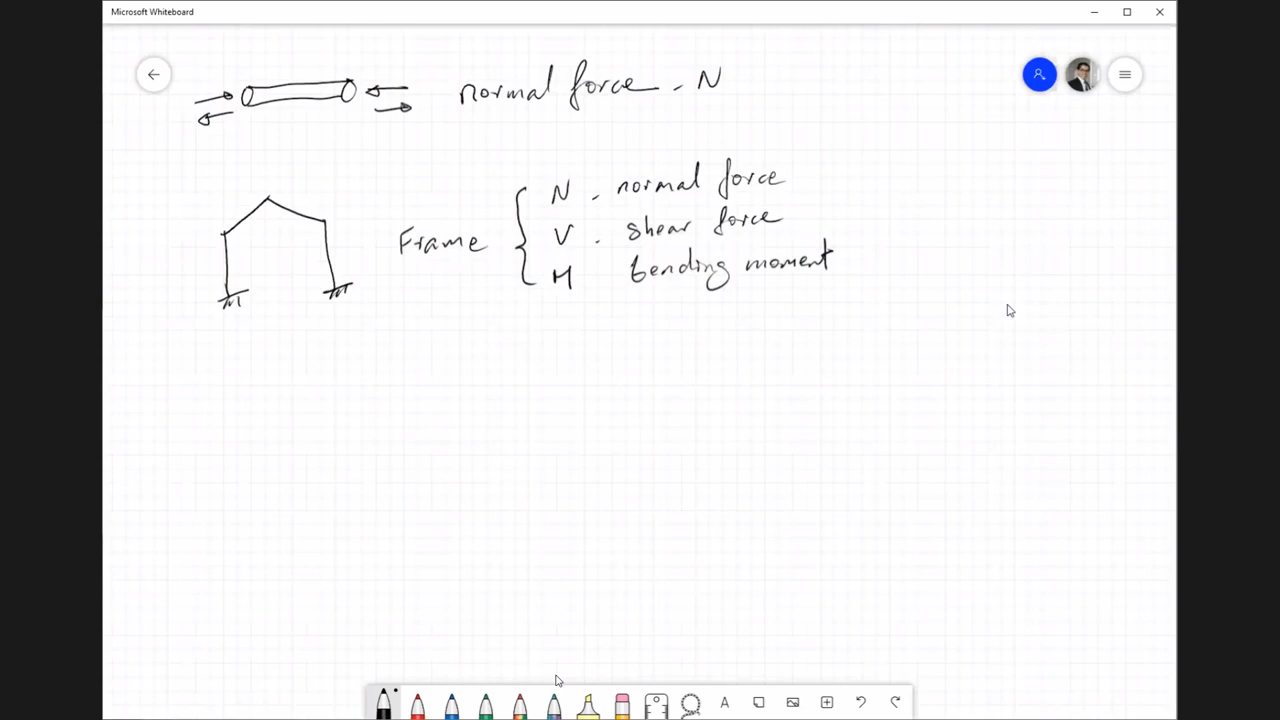 Microsoft Whiteboard
normal force - N
N - normal force
Frame { V - shear force
M bending moment
A